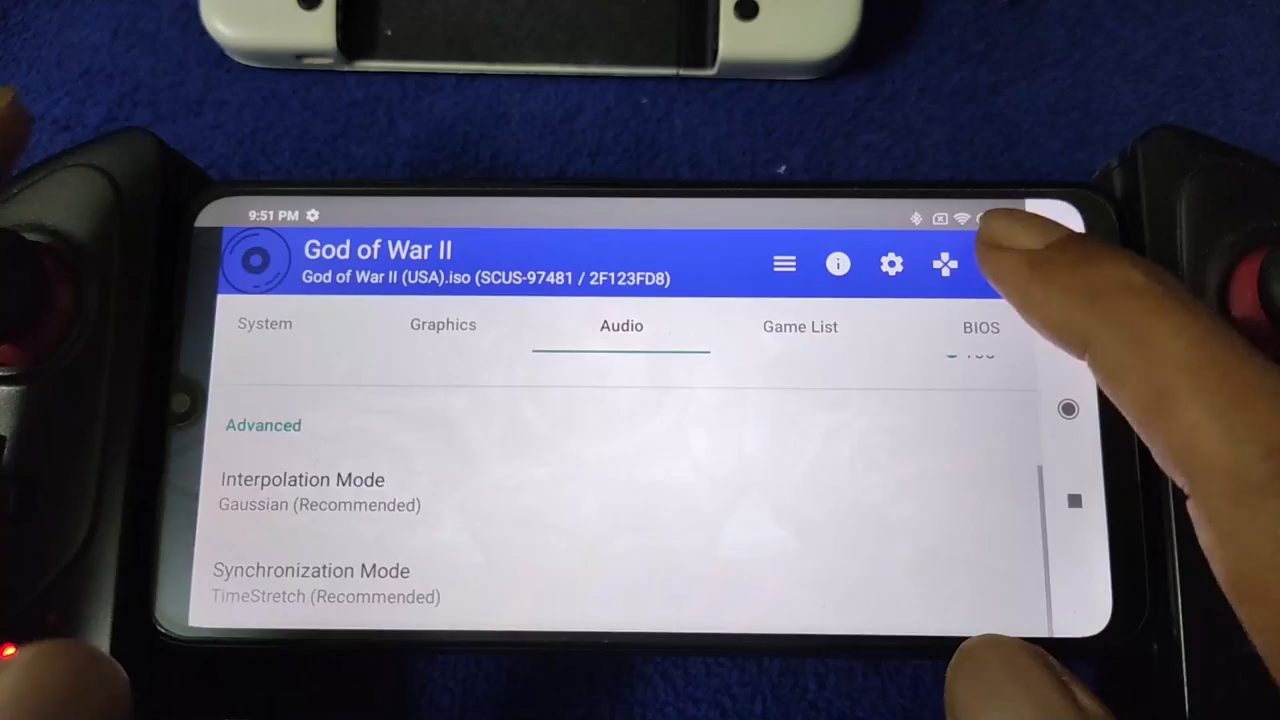 9:51 PM
God of War II
God of War II (USA).iso (SCUS-97481 / 2F123FD8)
System Graphics Audio Game List BIOS
Advanced
Interpolation Mode
Gaussian (Recommended)
Synchronization Mode
TimeStretch (Recommended)